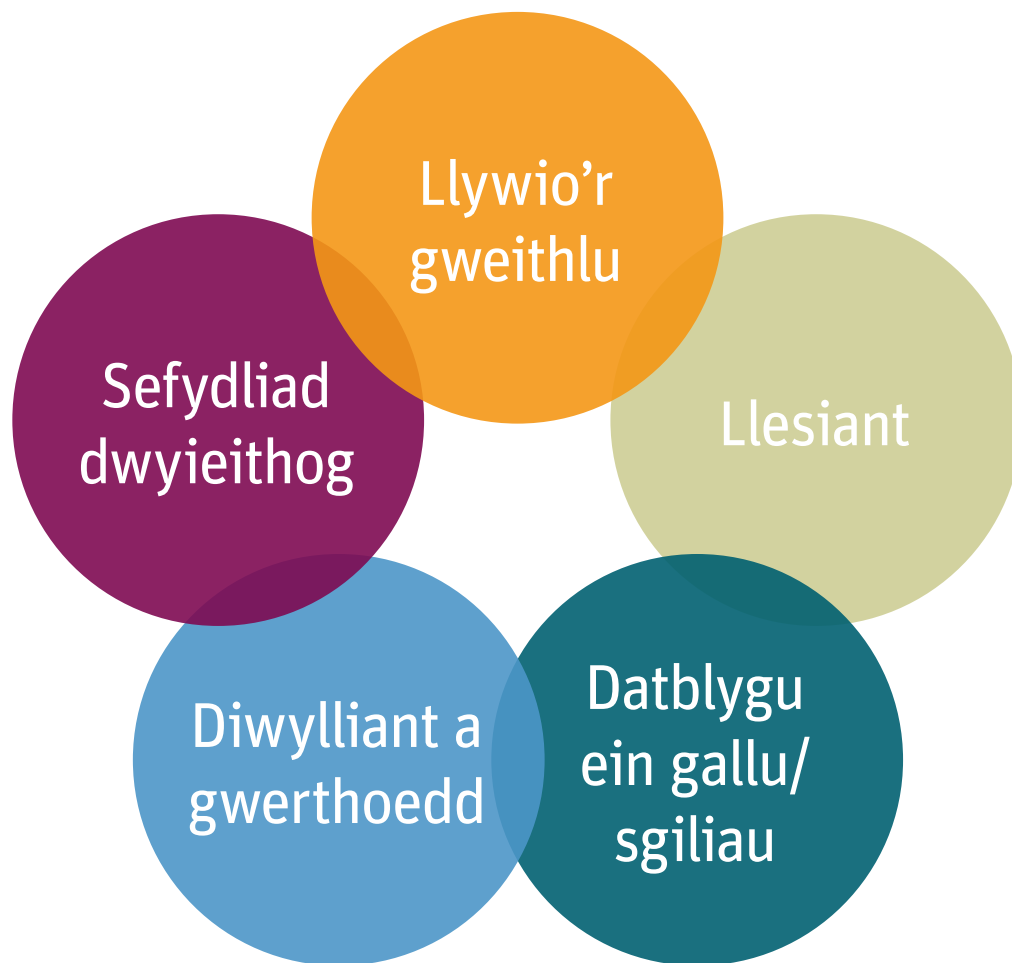 Llywio’r
gweithlu
Sefydliad
dwyieithog
Llesiant
Diwylliant a
gwerthoedd
Datblygu
ein gallu/
sgiliau